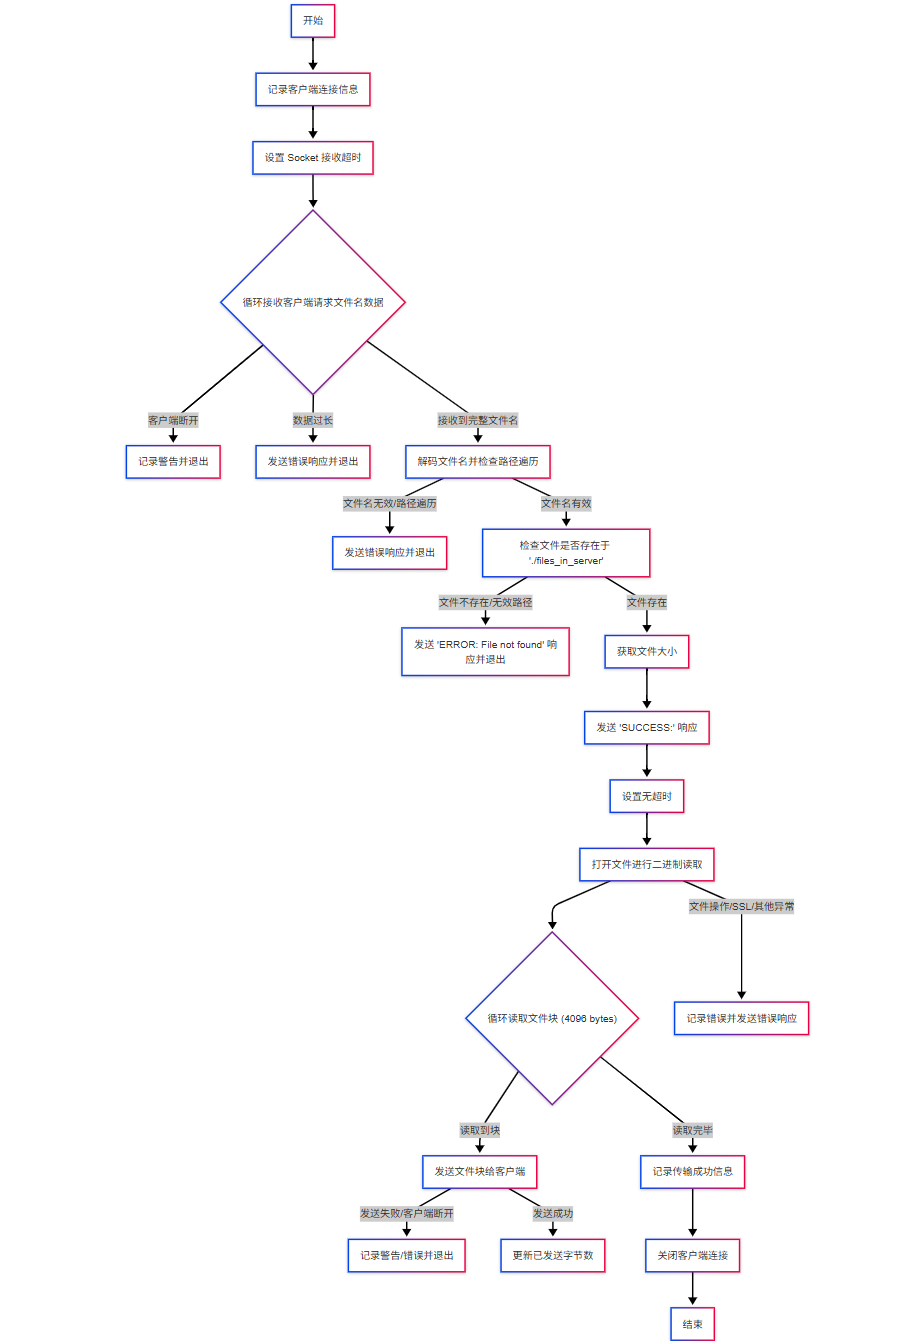 开始
记录客户端连接信息
设置 Socket 接收超时
循环接收客户端请求文件名数据
客户端断开
数据过长
接收到完整文件名
记录警告并退出
发送错误响应并退出
解码文件名并检查路径遍历
文件名无效/路径遍历
文件名有效
发送错误响应并退出
检查文件是否存在于
'./files_in_server'
文件不存在/无效路径
文件存在
发送 'ERROR: File not found' 响
应并退出
获取文件大小
发送 'SUCCESS:' 响应
设置无超时
打开文件进行二进制读取
文件操作/SSL/其他异常
循环读取文件块 (4096 bytes)
记录错误并发送错误响应
读取到块
读取完毕
发送文件块给客户端
记录传输成功信息
发送失败/客户端断开
发送成功
记录警告/错误并退出
更新已发送字节数
关闭客户端连接
结束